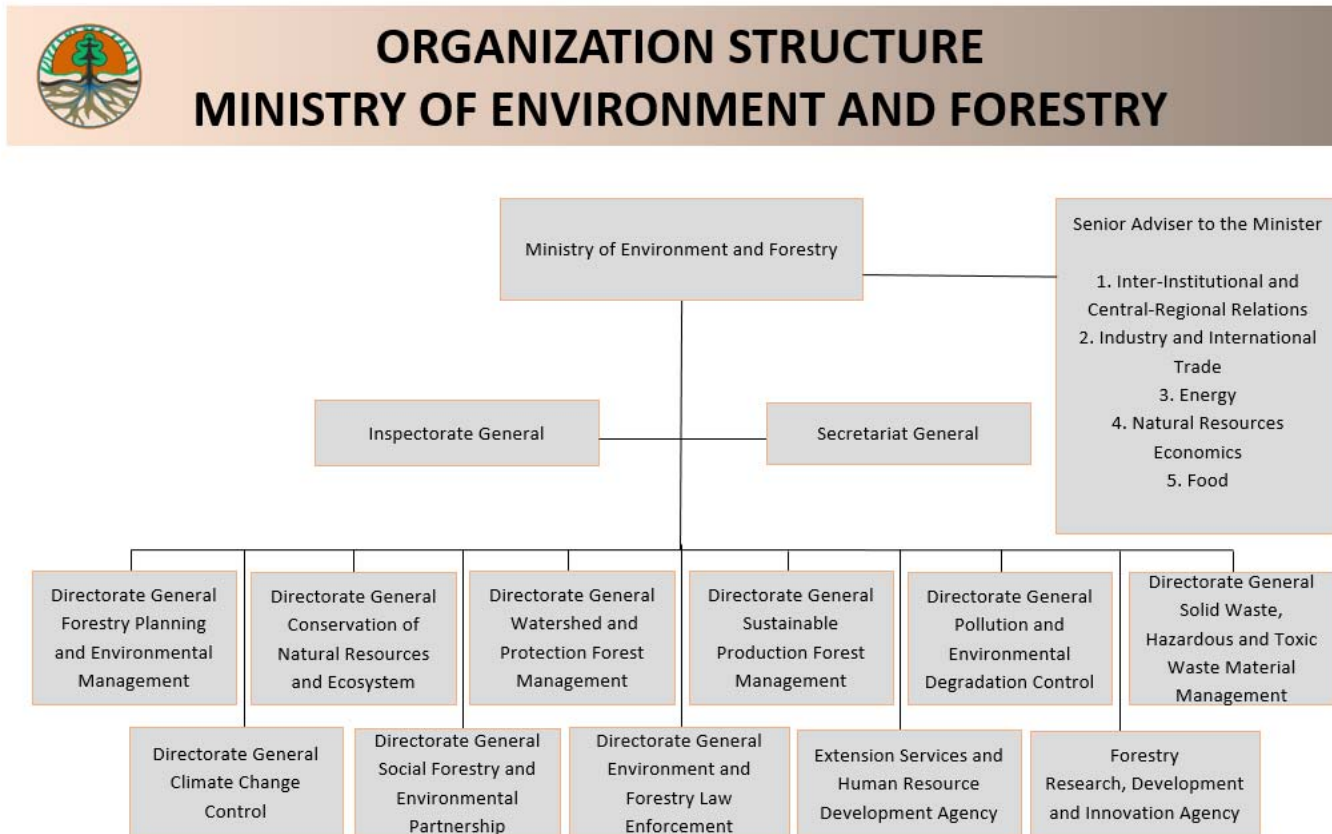 ORGANIZATION STRUCTURE
MINISTRY OF ENVIRONMENT AND FORESTRY
Ministry of Environment and Forestry
Senior Adviser to the Minister
1. Inter-Institutional and
Central-Regional Relations
2. Industry and International
Trade
3. Energy
4. Natural Resources
Economics
5. Food
Inspectorate General
Secretariat General
Directorate General
Forestry Planning
and Environmental
Management
Directorate General
Conservation of
Natural Resources
and Ecosystem
Directorate General
Watershed and
Protection Forest
Management
Directorate General
Sustainable
Production Forest
Management
Directorate General
Pollution and
Environmental
Degradation Control
Directorate General
Solid Waste,
Hazardous and Toxic
Waste Material
Management
Directorate General
Climate Change
Control
Directorate General
Social Forestry and
Environmental
Partnership
Directorate General
Environment and
Forestry Law
Enforcement
Extension Services and
Human Resource
Development Agency
Forestry
Research, Development
and Innovation Agency